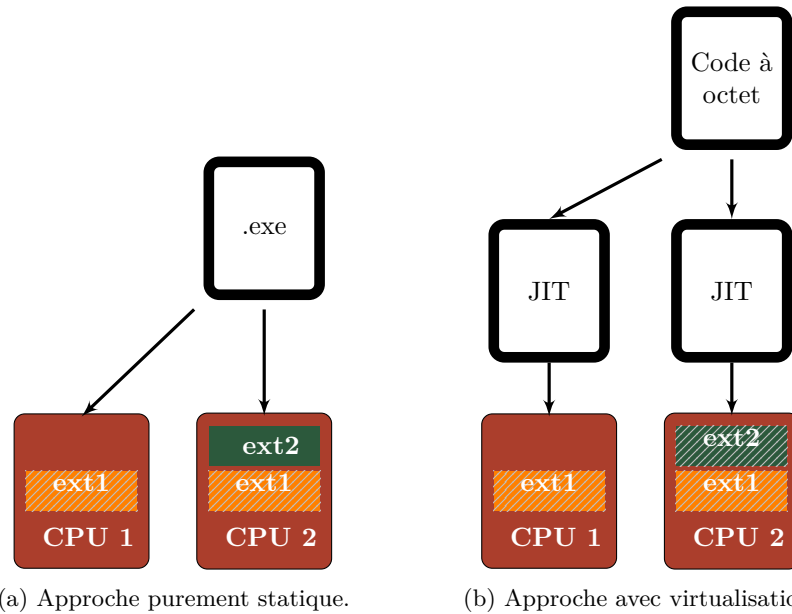 Code à
octet
.exe
JIT
JIT
ext2
ext1
ext1
CPU 1
CPU 2
ext2
ext1
ext1
CPU 1
CPU 2
(a) Approche purement statique.
(b) Approche avec virtualisatio